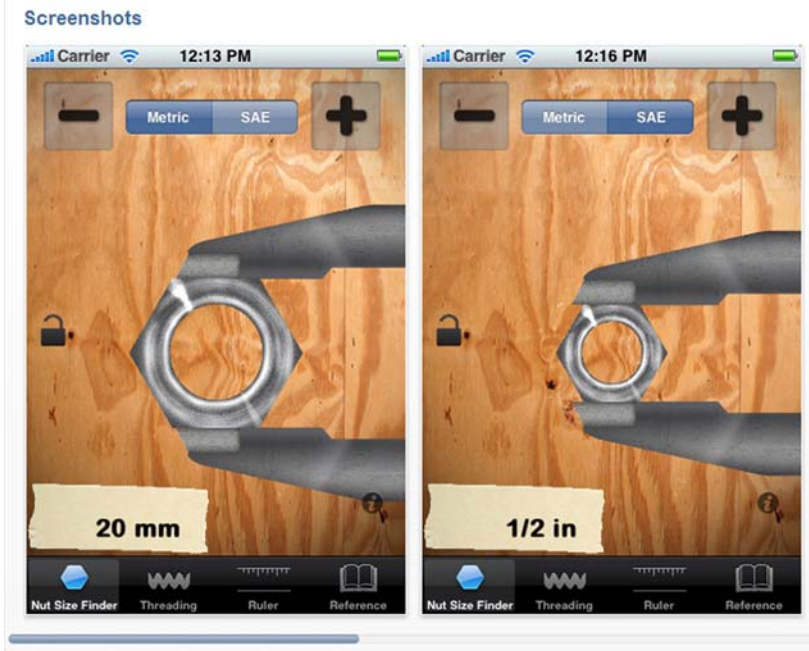 Screenshots
Carrier 12:13 PM
Metric SAE
20 mm
Nut Size Finder Threading Ruler Reference
Carrier 12:16 PM
Metric SAE
1/2 in
Nut Size Finder Threading Ruler Reference